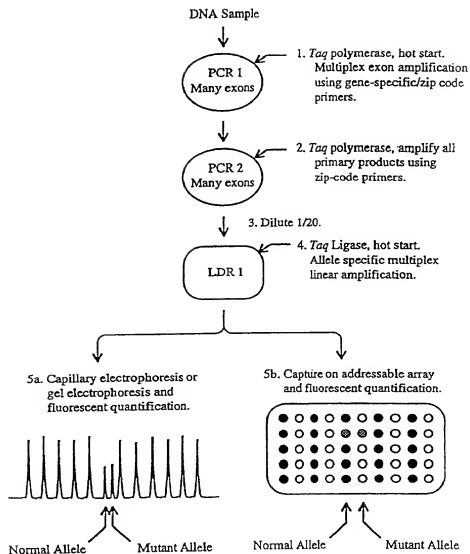 DNA Sample
PCR 1
Many exons
1. Taq polymerase, hot start.
Multiplex exon amplification
using gene-specific/zip code
primers.
PCR 2
Many exons
2. Taq polymerase, amplify all
primary products using
zip-code primers.
3. Dilute 1/20.
LDR 1
4. Taq Ligase, hot start.
Allele specific multiplex
linear amplification.
5a. Capillary electrophoresis or
gel electrophoresis and
fluorescent quantification.
5b. Capture on addressable array
and fluorescent quantification.
Normal Allele
Mutant Allele
Normal Allele
Mutant Allele